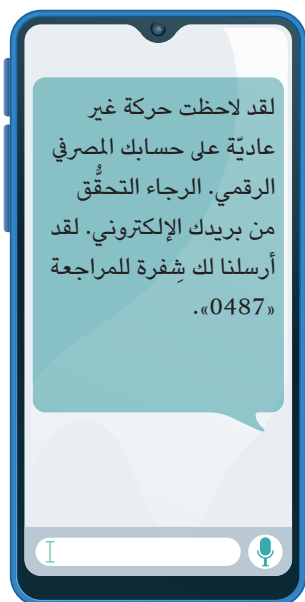 لقد لاحظت حركة غير
عاديّة على حسابك المصرفي
الرقمي. الرجاء التحقُّق
من بريدك الإلكتروني. لقد
أرسلنا لك شِفرة للمراجعة
«0487».